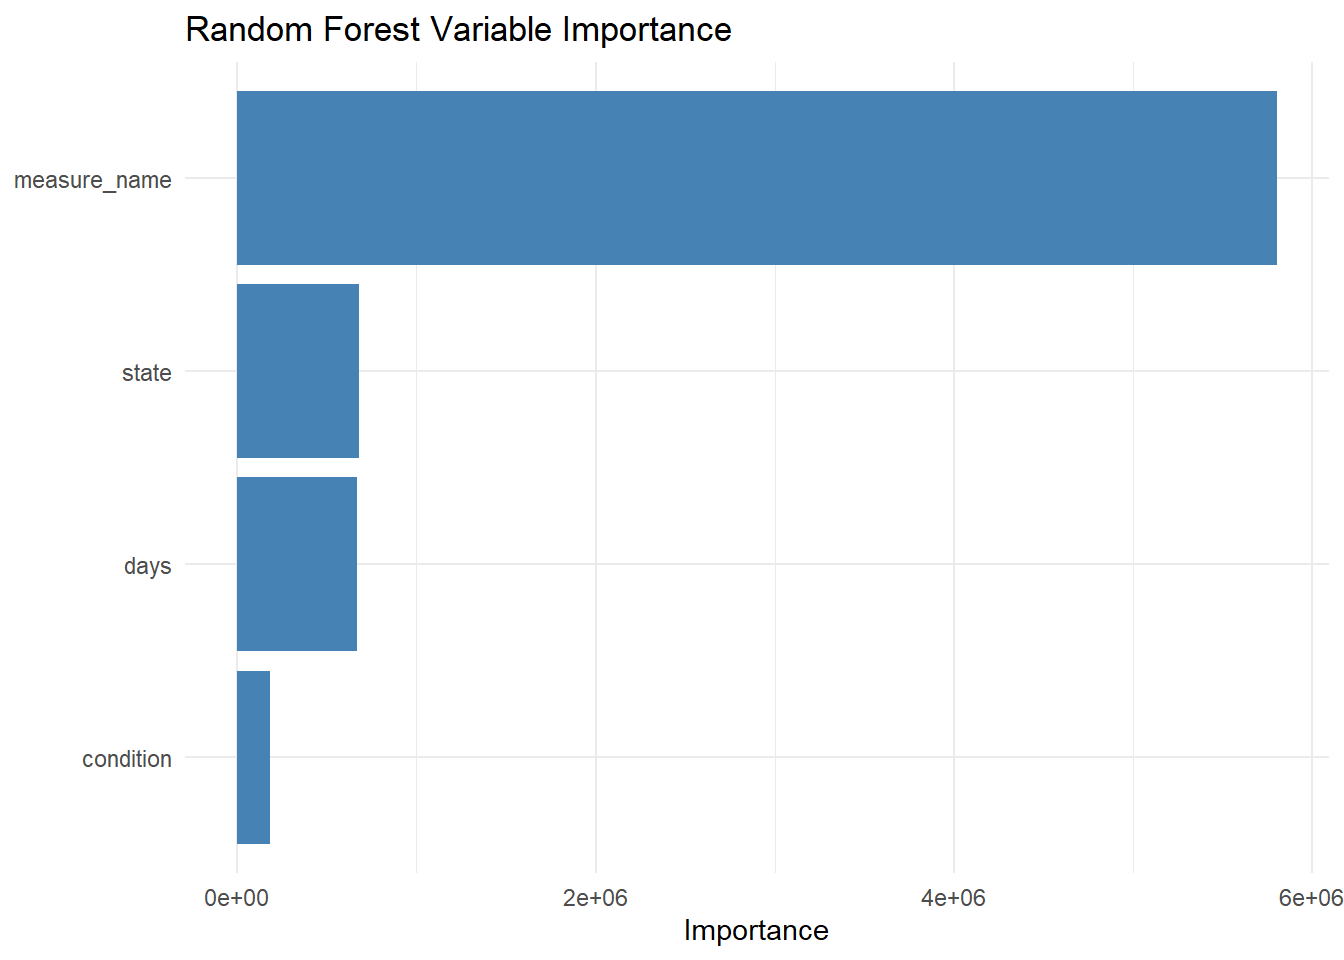 Random Forest Variable Importance
measure_name
state
days
condition
0e+00 2e+06 4e+06 6e+06
Importance